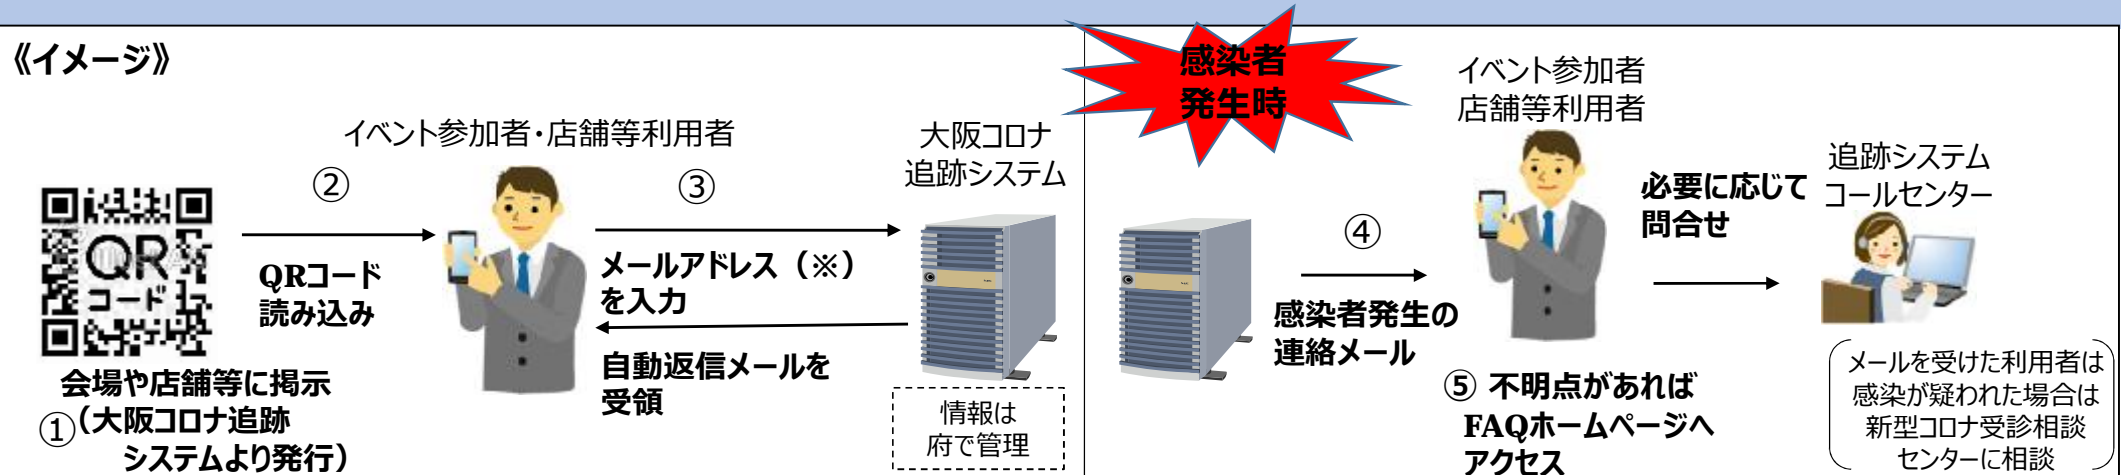 《イメージ》
イベント参加者・店舗等利用者
大阪コロナ
追跡システム
②
③
QR
コード
QRコード
読み込み
メールアドレス（※）
を入力
自動返信メールを
受領
会場や店舗等に掲示
①（大阪コロナ追跡
システムより発行）
情報は
府で管理
感染者
発生時
イベント参加者
店舗等利用者
追跡システム
コールセンター
④
必要に応じて
問合せ
感染者発生の
連絡メール
⑤ 不明点があれば
FAQホームページへ
アクセス
メールを受けた利用者は
感染が疑われた場合は
新型コロナ受診相談
センターに相談